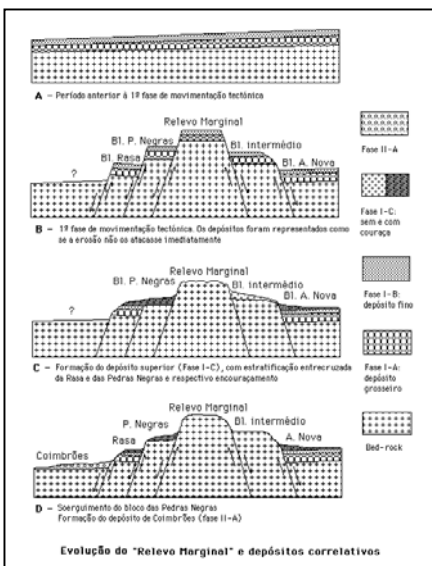 A - Período anterior à 1ª fase de movimentação tectónica
Relevo Marginal
Bl. P. Negras
Bl. intermédio
Bl. Rasa
Bl. A. Nova
?
B - 1ª fase de movimentação tectónica. Os depósitos foram representados como
se a erosão não os atacasse imediatamente
Relevo Marginal
Bl. P. Negras
Bl. intermédio
Bl. A. Nova
?
C - Formação do depósito superior (Fase I-C), com estratificação entrecruzada
da Rasa e das Pedras Negras e respectivo encouraçamento
Relevo Marginal
P. Negras
Bl. intermédio
Rasa
A. Nova
Coimbrões
D - Soerguimento do bloco das Pedras Negras
Formação do depósito de Coimbrões (fase II-A)
Fase II-A
Fase I-C:
sem e com
couraça
Fase I-B:
depósito fino
Fase I-A:
depósito
grosseiro
Bed-rock
Evolução do "Relevo Marginal" e depósitos correlativos